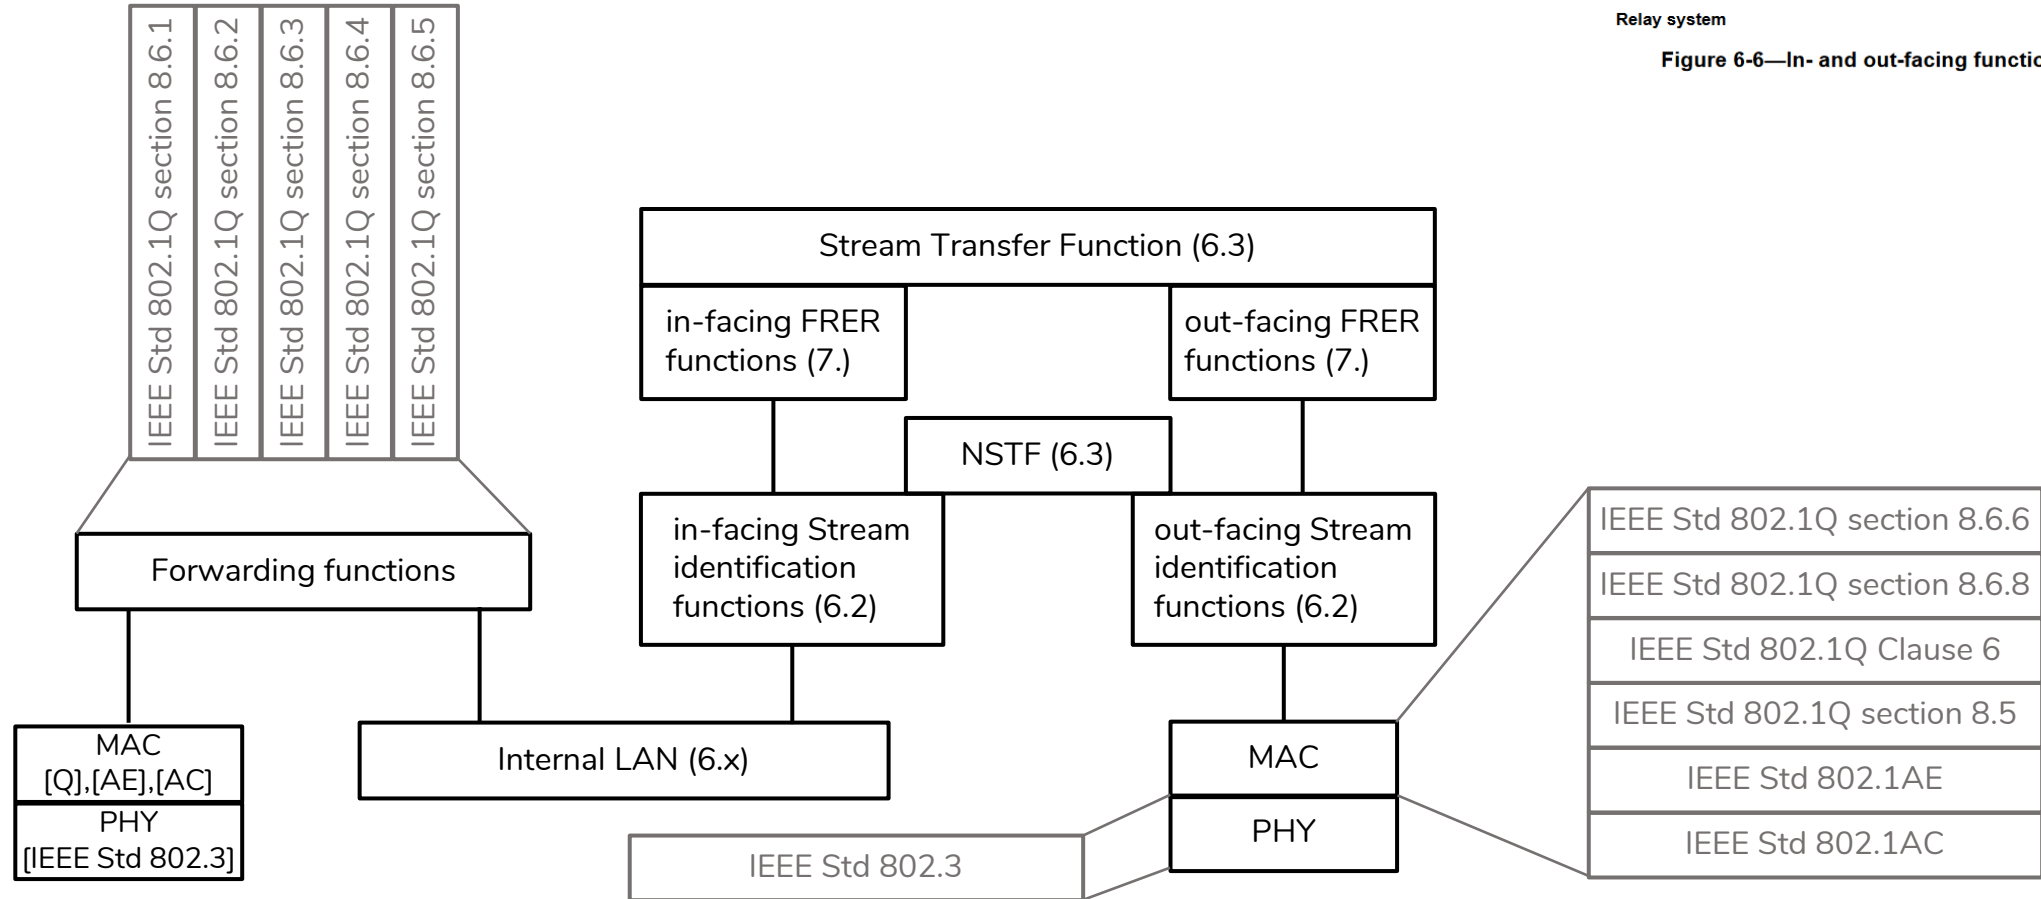 Relay system
Figure 6-6—In- and out-facing functio
IEEE Std 802.1Q section 8.6.1
IEEE Std 802.1Q section 8.6.2
IEEE Std 802.1Q section 8.6.3
IEEE Std 802.1Q section 8.6.4
IEEE Std 802.1Q section 8.6.5
Forwarding functions
MAC
[Q],[AE],[AC]
PHY
[IEEE Std 802.3]
Internal LAN (6.x)
Stream Transfer Function (6.3)
in-facing FRER
functions (7.)
out-facing FRER
functions (7.)
NSTF (6.3)
in-facing Stream
identification
functions (6.2)
out-facing Stream
identification
functions (6.2)
MAC
PHY
IEEE Std 802.3
IEEE Std 802.1Q section 8.6.6
IEEE Std 802.1Q section 8.6.8
IEEE Std 802.1Q Clause 6
IEEE Std 802.1Q section 8.5
IEEE Std 802.1AE
IEEE Std 802.1AC